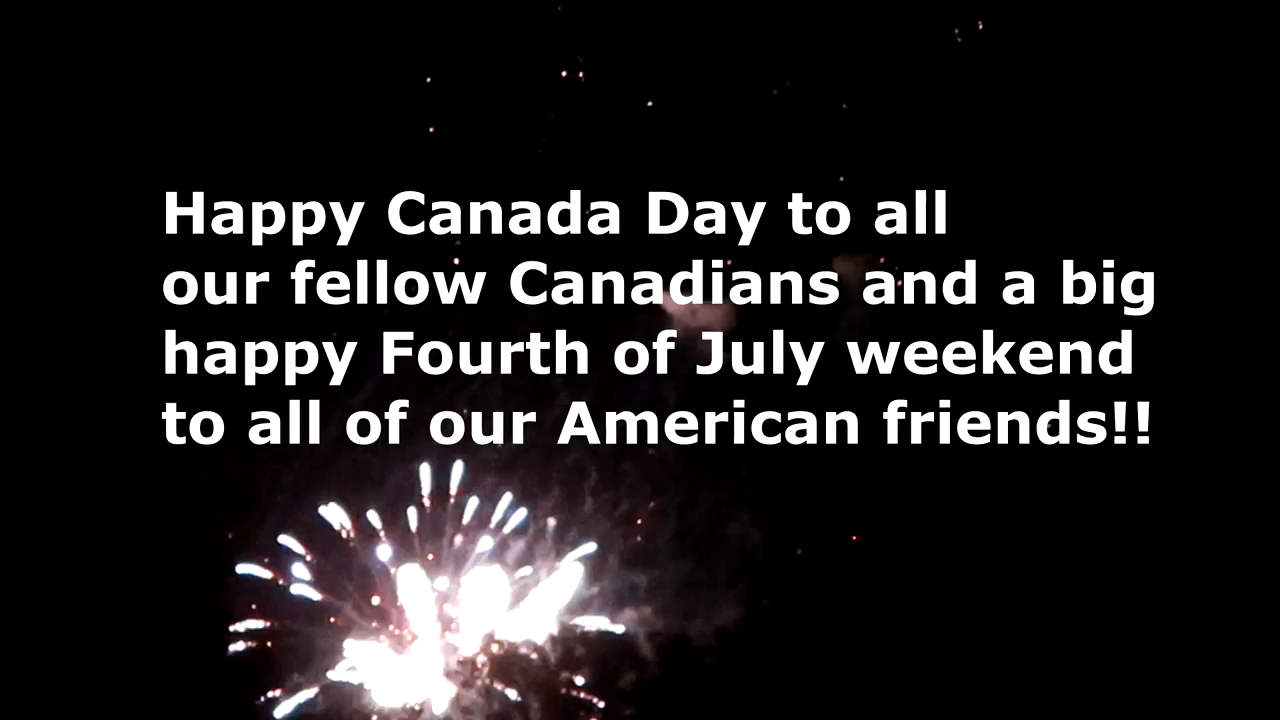 Happy Canada Day to all
our fellow Canadians and a big
happy Fourth of July weekend
to all of our American friends!!